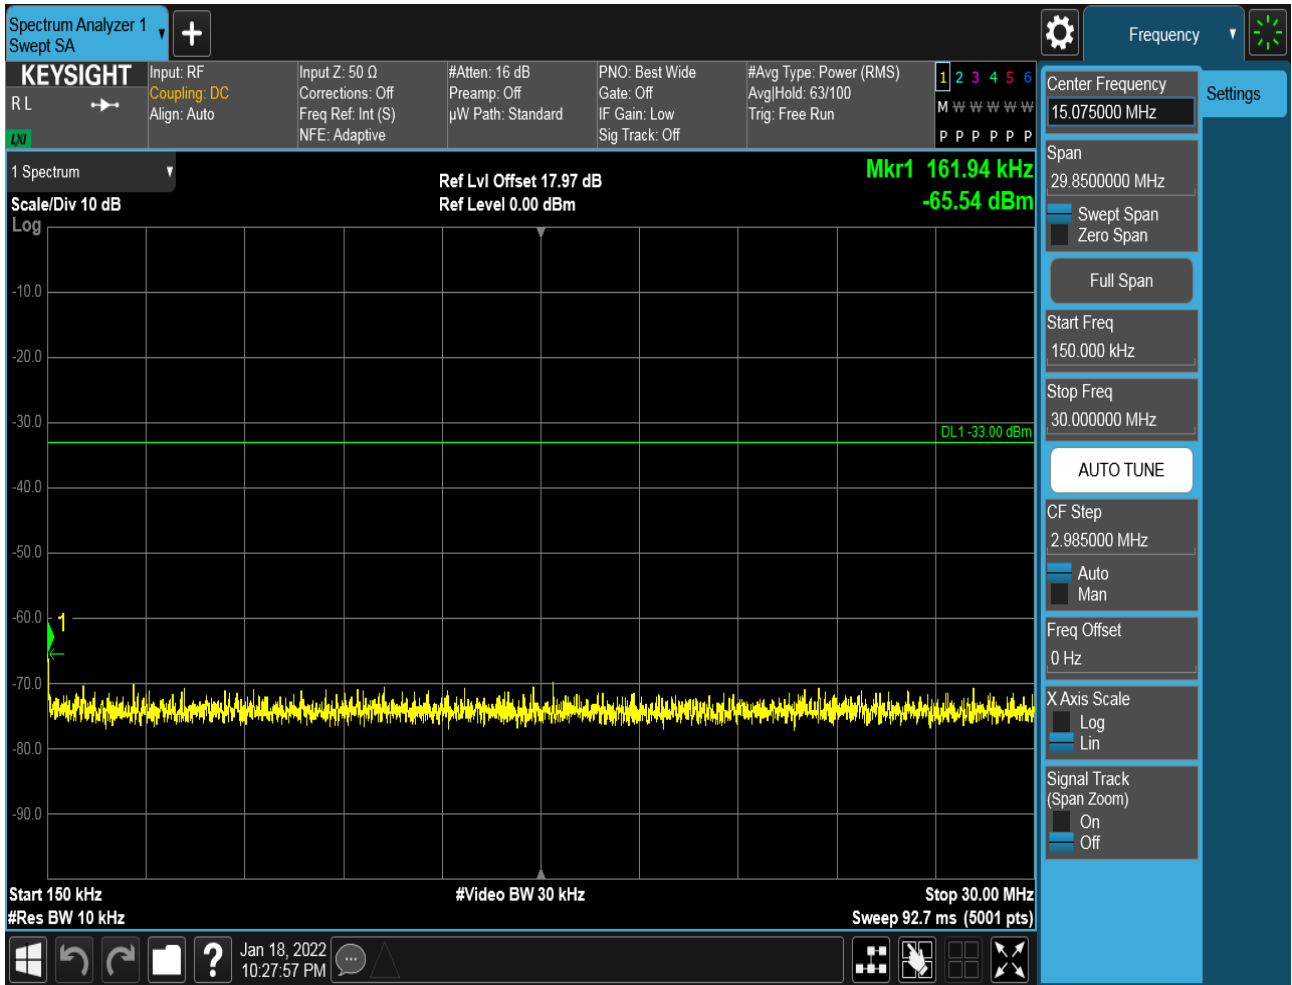 Spectrum Analyzer 1
Swept SA
Frequency
KEYSIGHT
R L
LXI
Input: RF
Coupling: DC
Align: Auto
Input Z: 50 Ω
Corrections: Off
Freq Ref: Int (S)
NFE: Adaptive
#Atten: 16 dB
Preamp: Off
µW Path: Standard
PNO: Best Wide
Gate: Off
IF Gain: Low
Sig Track: Off
#Avg Type: Power (RMS)
Avg|Hold: 63/100
Trig: Free Run
1 2 3 4 5 6
M W W W W W
P P P P P P
1 Spectrum
Scale/Div 10 dB
Log
Ref Lvl Offset 17.97 dB
Ref Level 0.00 dBm
Mkr1 161.94 kHz
-65.54 dBm
-10.0
-20.0
-30.0
DL1 -33.00 dBm
-40.0
-50.0
-60.0
1
-70.0
-80.0
-90.0
Start 150 kHz
#Video BW 30 kHz
Stop 30.00 MHz
#Res BW 10 kHz
Sweep 92.7 ms (5001 pts)
?
Jan 18, 2022
10:27:57 PM
Center Frequency
15.075000 MHz
Settings
Span
29.8500000 MHz
Swept Span
Zero Span
Full Span
Start Freq
150.000 kHz
Stop Freq
30.000000 MHz
AUTO TUNE
CF Step
2.985000 MHz
Auto
Man
Freq Offset
0 Hz
X Axis Scale
Log
Lin
Signal Track
(Span Zoom)
On
Off